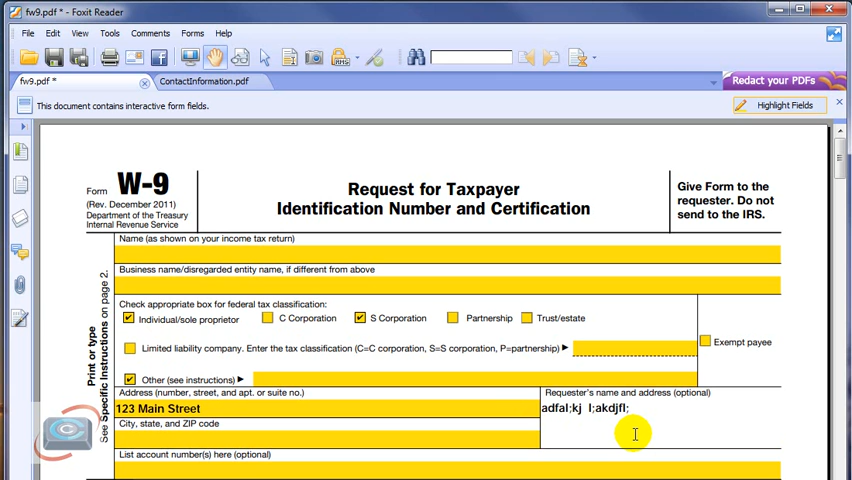 fw9.pdf * - Foxit Reader
File Edit View Tools Comments Forms Help
fw9.pdf * ContactInformation.pdf Redact your PDFs
This document contains interactive form fields. Highlight Fields
Form W-9
(Rev. December 2011)
Department of the Treasury
Internal Revenue Service
Request for Taxpayer
Identification Number and Certification
Give Form to the
requester. Do not
send to the IRS.
Print or type
See Specific Instructions on page 2.
Name (as shown on your income tax return)
Business name/disregarded entity name, if different from above
Check appropriate box for federal tax classification:
Individual/sole proprietor C Corporation S Corporation Partnership Trust/estate
Limited liability company. Enter the tax classification (C=C corporation, S=S corporation, P=partnership)
Exempt payee
Other (see instructions)
Address (number, street, and apt. or suite no.)
123 Main Street
Requester's name and address (optional)
adfal;kj l;akdjfl;
City, state, and ZIP code
List account number(s) here (optional)